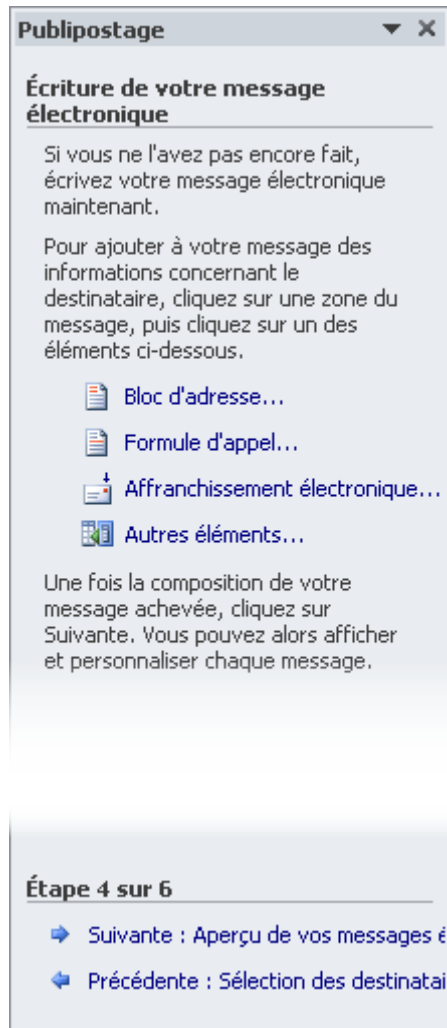 Publipostage
Écriture de votre message
électronique
Si vous ne l'avez pas encore fait,
écrivez votre message électronique
maintenant.
Pour ajouter à votre message des
informations concernant le
destinataire, cliquez sur une zone du
message, puis cliquez sur un des
éléments ci-dessous.
Bloc d'adresse...
Formule d'appel...
Affranchissement électronique...
Autres éléments...
Une fois la composition de votre
message achevée, cliquez sur
Suivante. Vous pouvez alors afficher
et personnaliser chaque message.
Étape 4 sur 6
Suivante : Aperçu de vos messages é
Précédente : Sélection des destinatai